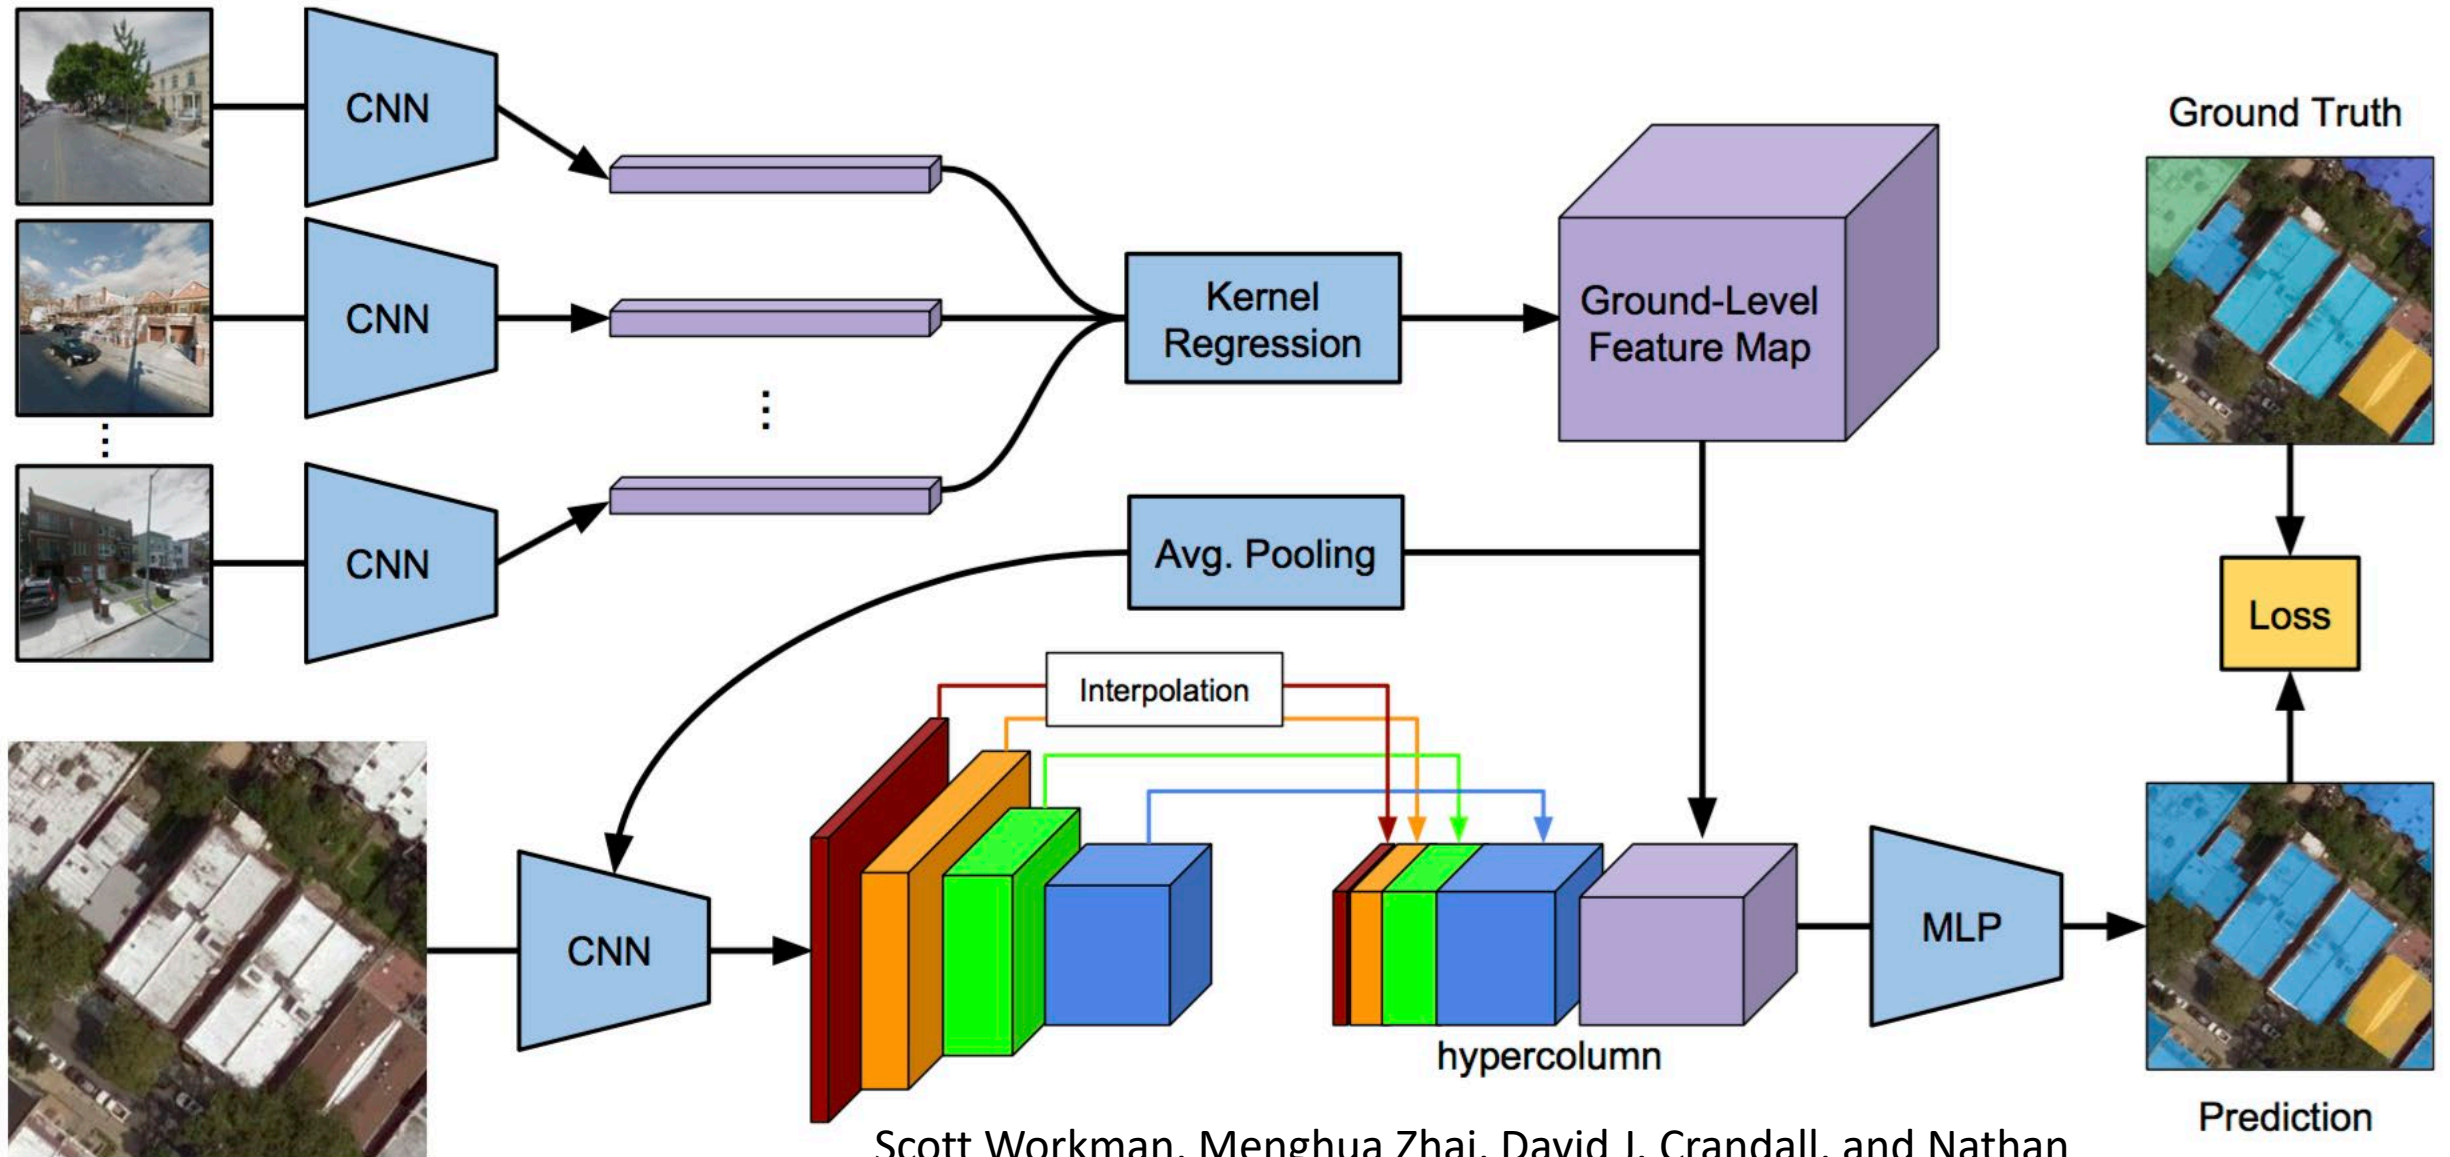 CNN
CNN
⋮
⋮
CNN
Kernel
Regression
Ground-Level
Feature Map
Ground Truth
Avg. Pooling
Loss
Interpolation
CNN
hypercolumn
MLP
Prediction
Scott Workman, Menghua Zhai, David J. Crandall, and Nathan